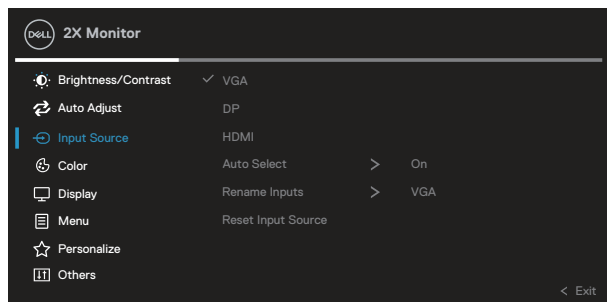 DELL 2X Monitor
Brightness/Contrast ✓ VGA
Auto Adjust DP
Input Source HDMI
Color Auto Select > On
Display Rename Inputs > VGA
Menu Reset Input Source
Personalize
Others
< Exit